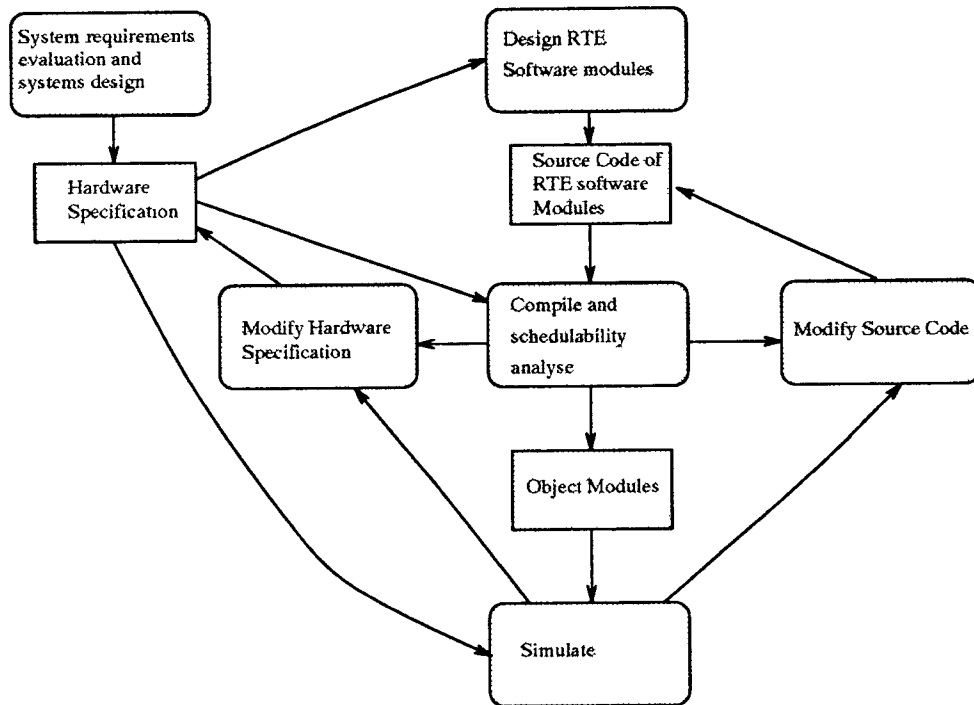 System requirements
evaluation and
systems design
Design RTE
Software modules
Hardware
Specification
Source Code of
RTE software
Modules
Modify Hardware
Specification
Compile and
schedulability
analyse
Modify Source Code
Object Modules
Simulate